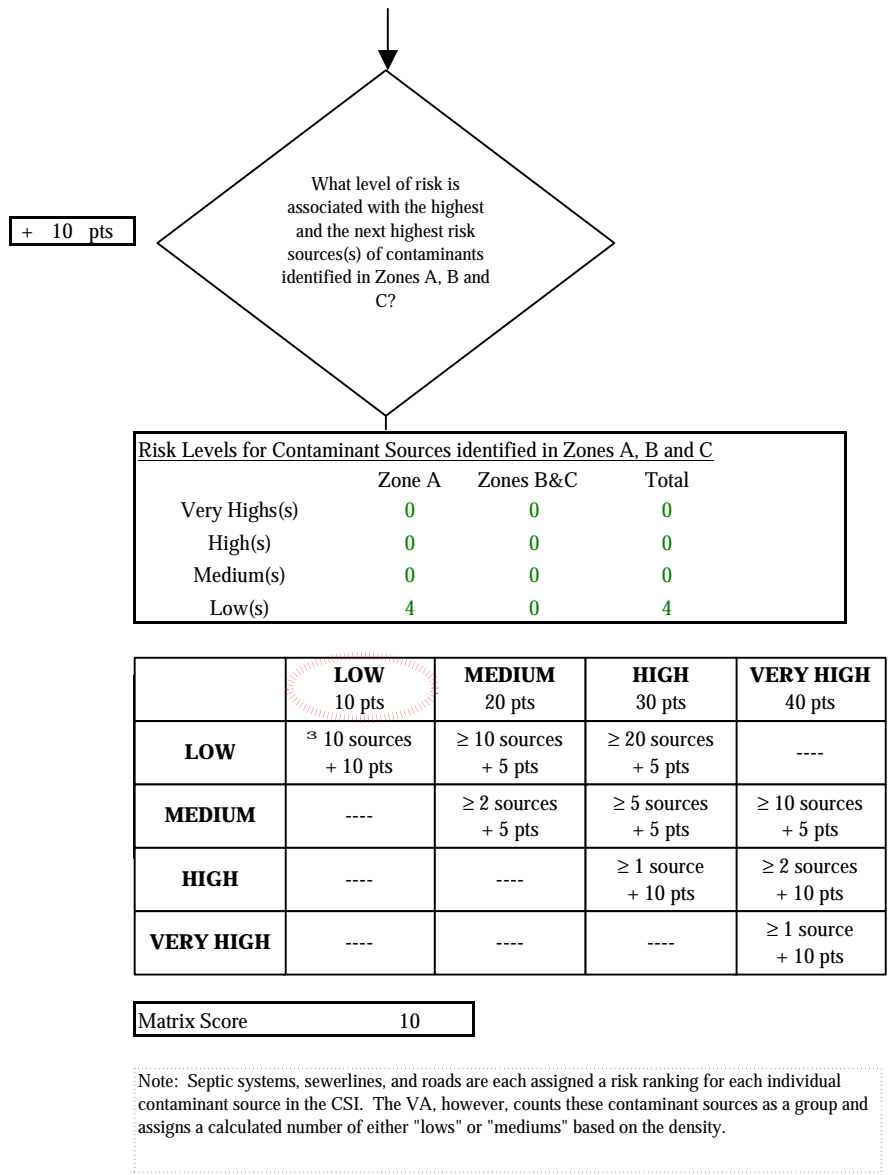 What level of risk is
associated with the highest
and the next highest risk
sources(s) of contaminants
identified in Zones A, B and
C?
+ 10 pts
Risk Levels for Contaminant Sources identified in Zones A, B and C
Zone A Zones B&C Total
Very Highs(s) 0 0 0
High(s) 0 0 0
Medium(s) 0 0 0
Low(s) 4 0 4
LOW MEDIUM HIGH VERY HIGH
10 pts 20 pts 30 pts 40 pts
LOW ³ 10 sources ≥ 10 sources ≥ 20 sources ----
+ 10 pts + 5 pts + 5 pts
MEDIUM ---- ≥ 2 sources ≥ 5 sources ≥ 10 sources
+ 5 pts + 5 pts + 5 pts
HIGH ---- ---- ≥ 1 source ≥ 2 sources
+ 10 pts + 10 pts
VERY HIGH ---- ---- ---- ≥ 1 source
+ 10 pts
Matrix Score 10
Note: Septic systems, sewerlines, and roads are each assigned a risk ranking for each individual
contaminant source in the CSI. The VA, however, counts these contaminant sources as a group and
assigns a calculated number of either "lows" or "mediums" based on the density.